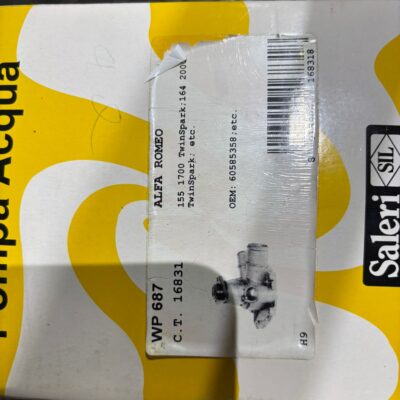 Pompa Acqua
WP 687
C.T. 16831
ALFA ROMEO
155 1700 TwinSpark;164 2000
TwinSpark; etc.
OEM: 60585358;etc.
168318
H9
Saleri
SIL